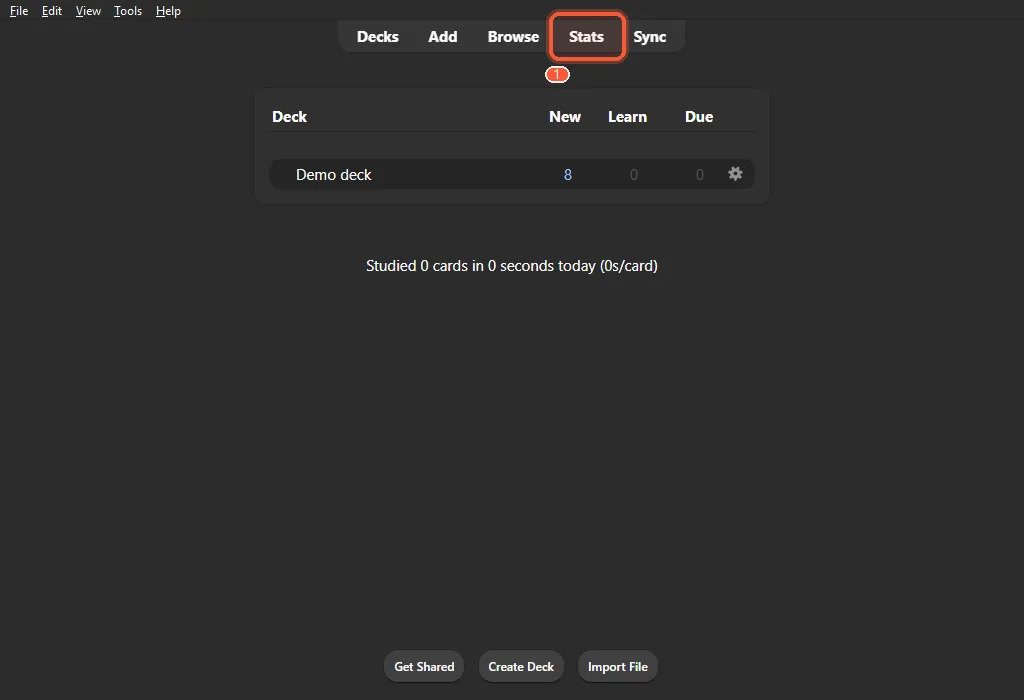 File Edit View Tools Help
Decks Add Browse Stats Sync
1
Deck New Learn Due
Demo deck 8 0 0
Studied 0 cards in 0 seconds today (0s/card)
Get Shared Create Deck Import File